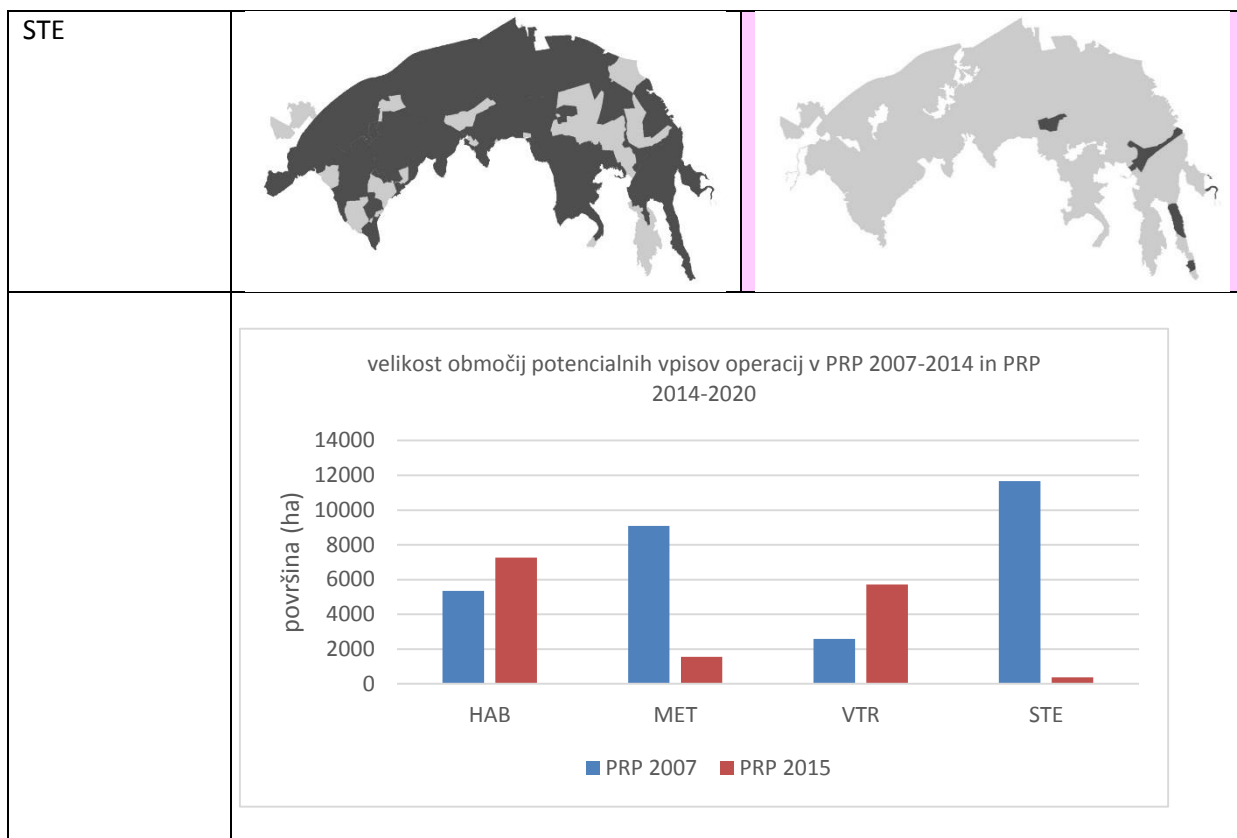 STE
velikost območij potencialnih vpisov operacij v PRP 2007-2014 in PRP
2014-2020
površina (ha)
14000
12000
10000
8000
6000
4000
2000
0
HAB MET VTR STE
PRP 2007 PRP 2015